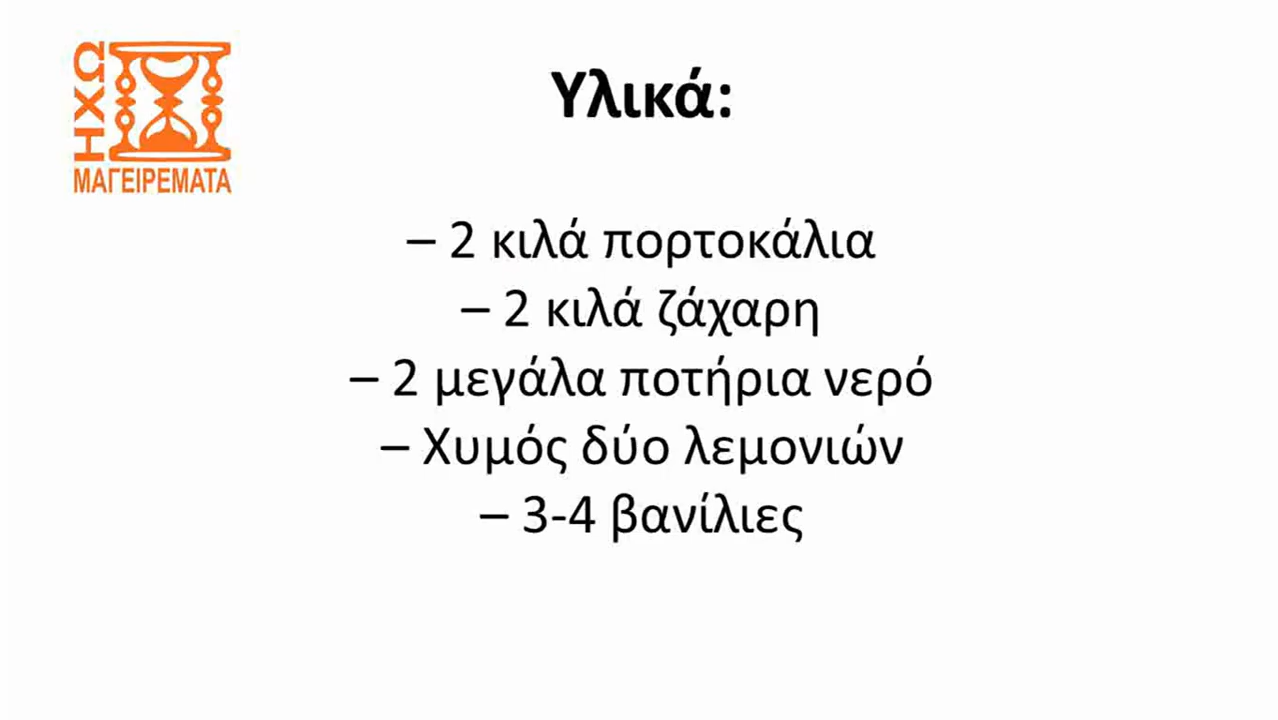 ΗΧΩ
ΜΑΓΕΙΡΕΜΑΤΑ
Υλικά:
– 2 κιλά πορτοκάλια
– 2 κιλά ζάχαρη
– 2 μεγάλα ποτήρια νερό
– Χυμός δύο λεμονιών
– 3-4 βανίλιες